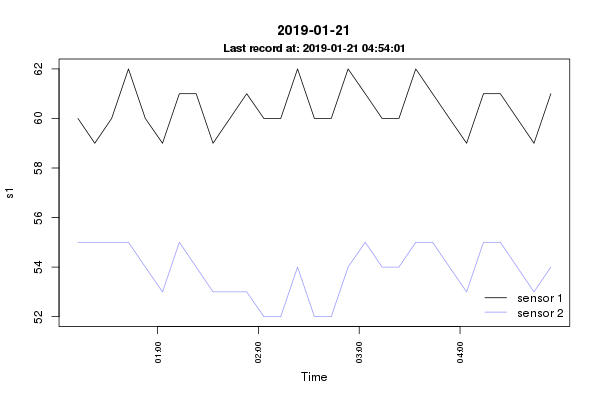 2019-01-21
Last record at: 2019-01-21 04:54:01
62
60
58
56
54
52
s1
sensor 1
sensor 2
01:00
02:00
03:00
04:00
Time